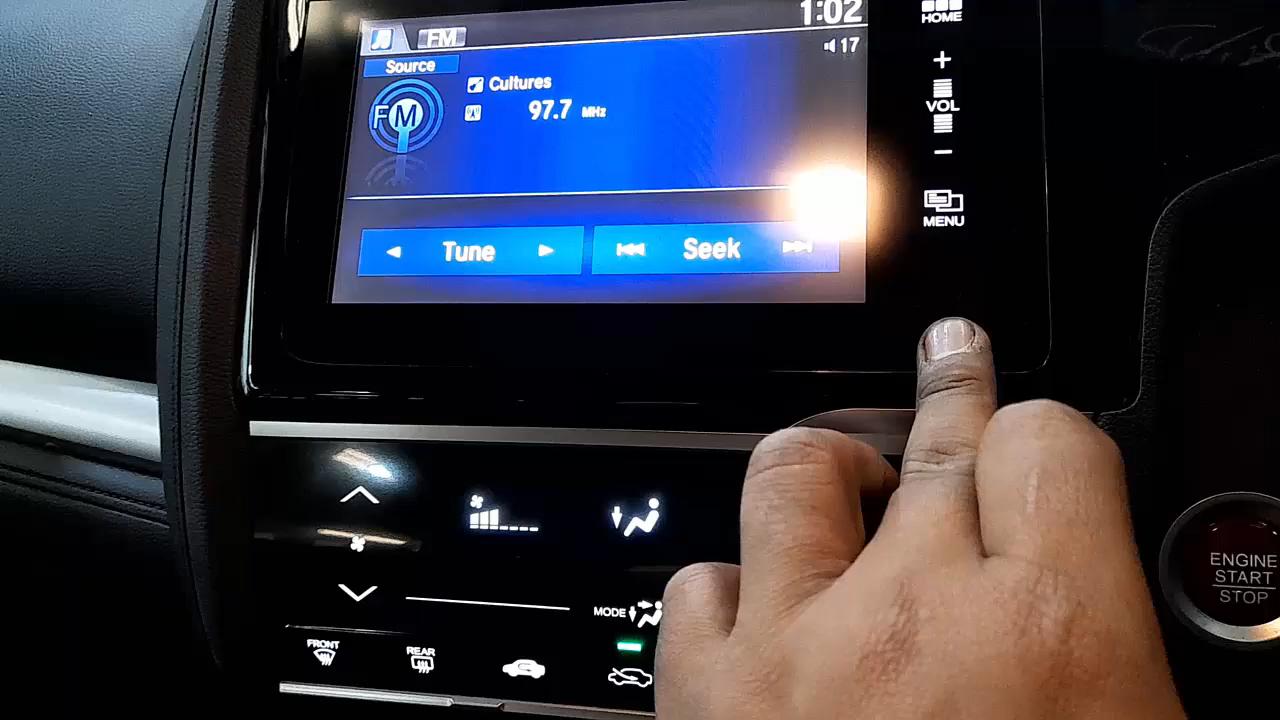 1:02
HOME
FM
17
Source
Cultures
FM
97.7 MHz
VOL
MENU
Tune
Seek
ENGINE
START
STOP
MODE
FRONT
REAR